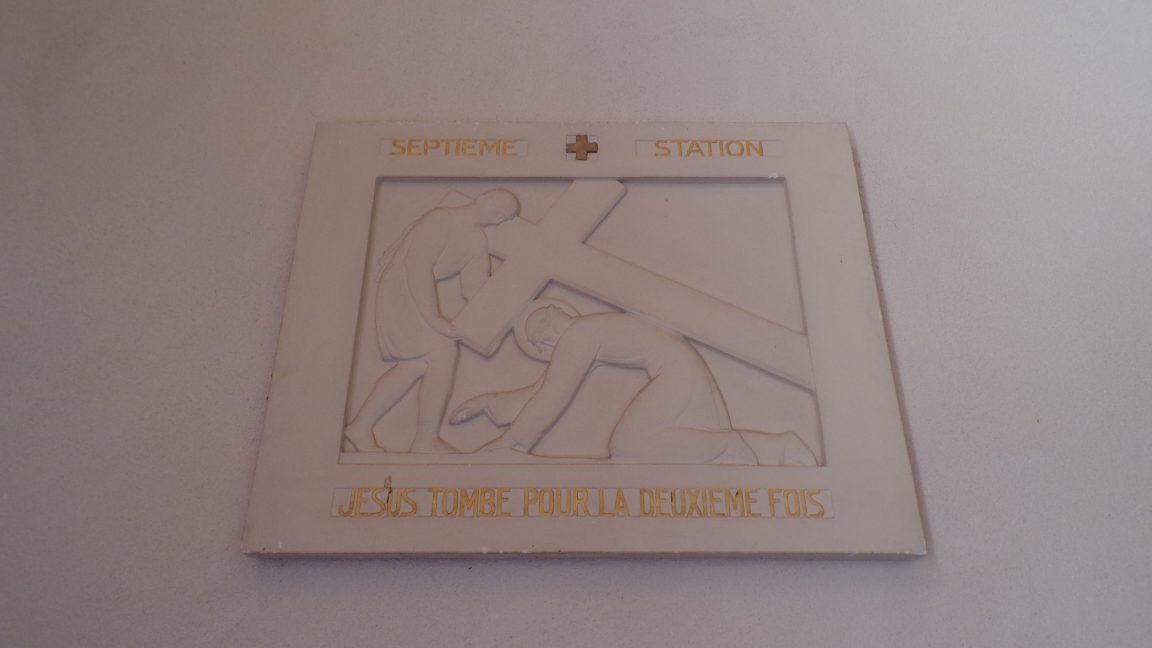 SEPTIEME STATION
JESUS TOMBE POUR LA DEUXIEME FOIS